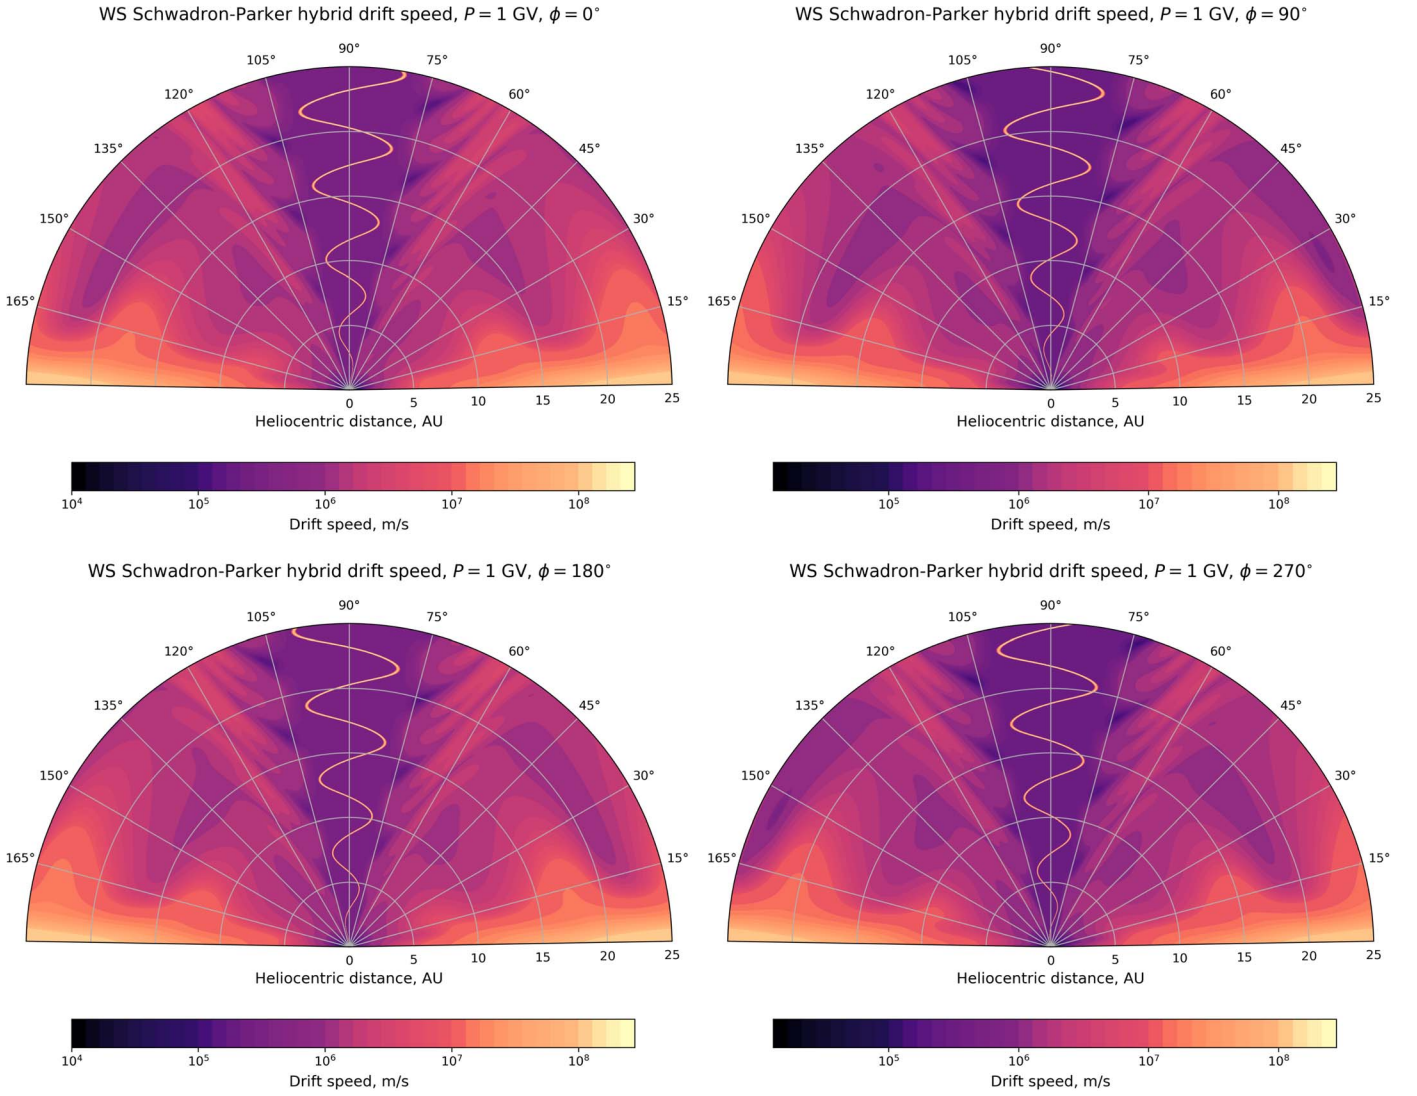 WS Schwadron-Parker hybrid drift speed, P = 1 GV, ϕ = 0°
90°
105° 75°
120° 60°
135° 45°
150° 30°
165° 15°
0 5 10 15 20 25
Heliocentric distance, AU
10⁴ 10⁵ 10⁶ 10⁷ 10⁸
Drift speed, m/s
WS Schwadron-Parker hybrid drift speed, P = 1 GV, ϕ = 90°
90°
105° 75°
120° 60°
135° 45°
150° 30°
165° 15°
0 5 10 15 20 25
Heliocentric distance, AU
10⁵ 10⁶ 10⁷ 10⁸
Drift speed, m/s
WS Schwadron-Parker hybrid drift speed, P = 1 GV, ϕ = 180°
90°
105° 75°
120° 60°
135° 45°
150° 30°
165° 15°
0 5 10 15 20 25
Heliocentric distance, AU
10⁴ 10⁵ 10⁶ 10⁷ 10⁸
Drift speed, m/s
WS Schwadron-Parker hybrid drift speed, P = 1 GV, ϕ = 270°
90°
105° 75°
120° 60°
135° 45°
150° 30°
165° 15°
0 5 10 15 20 25
Heliocentric distance, AU
10⁵ 10⁶ 10⁷ 10⁸
Drift speed, m/s